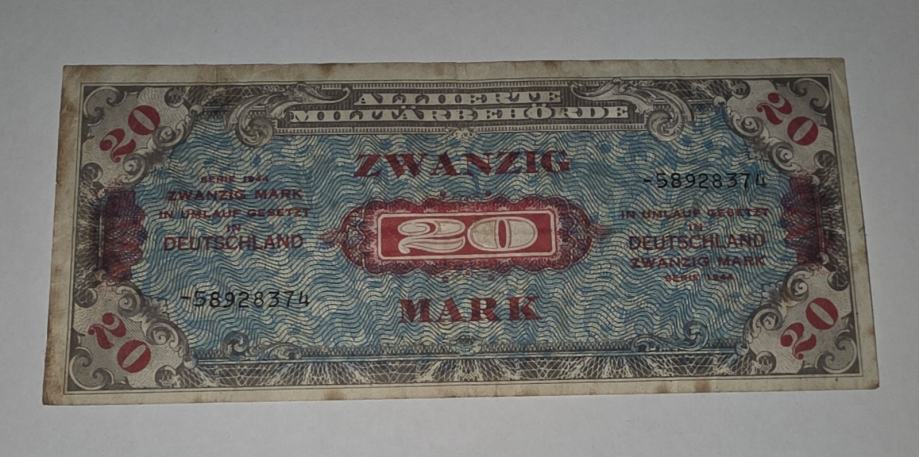 ALLIIERTE
MILITÄRBEHÖRDE
20
20
ZWANZIG
SERIE 1944
ZWANZIG MARK
IN UMLAUF GESETZT
IN
DEUTSCHLAND
-58928374
20
-58928374
IN UMLAUF GESETZT
IN
DEUTSCHLAND
ZWANZIG MARK
SERIE 1944
MARK
20
20